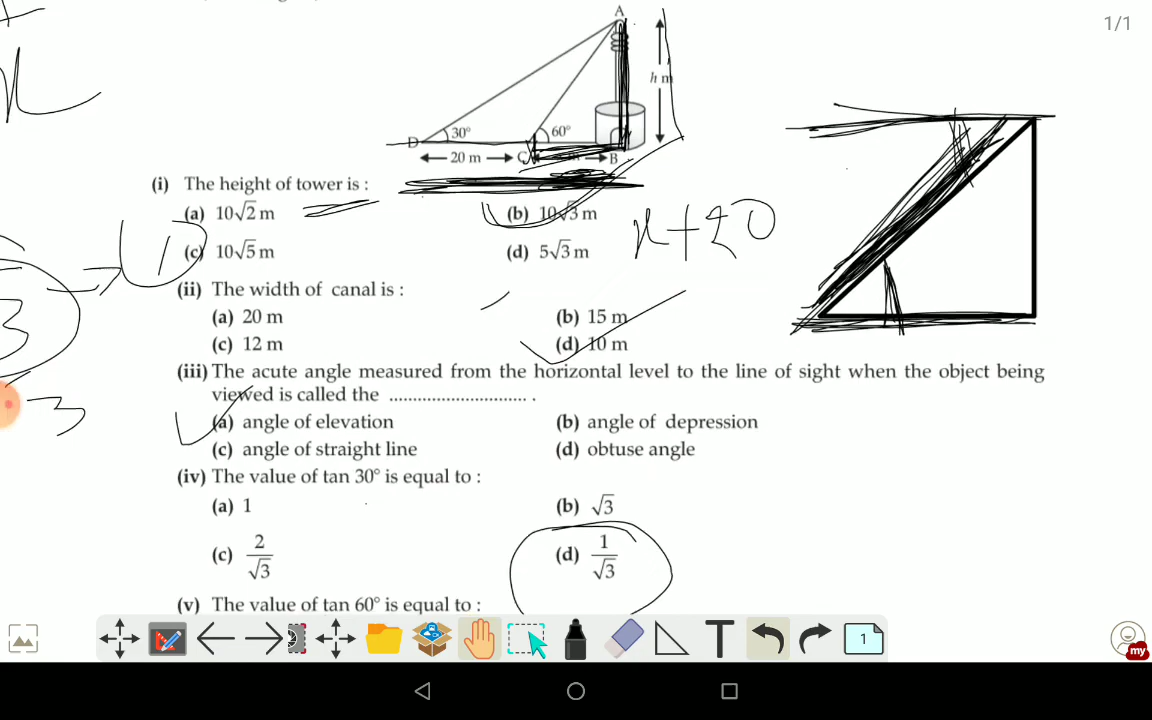 1/1
A
h m
30°
60°
D
20 m
C
B
(i) The height of tower is :
(a) 10√2 m
(b) 10√3 m
x+20
(c) 10√5 m
(d) 5√3 m
(ii) The width of canal is :
(a) 20 m
(b) 15 m
(c) 12 m
(d) 10 m
(iii) The acute angle measured from the horizontal level to the line of sight when the object being
viewed is called the ............................ .
3
(a) angle of elevation
(b) angle of depression
(c) angle of straight line
(d) obtuse angle
(iv) The value of tan 30° is equal to :
(a) 1
(b) √3
(c) 2/√3
(d) 1/√3
(v) The value of tan 60° is equal to :
T
1
my